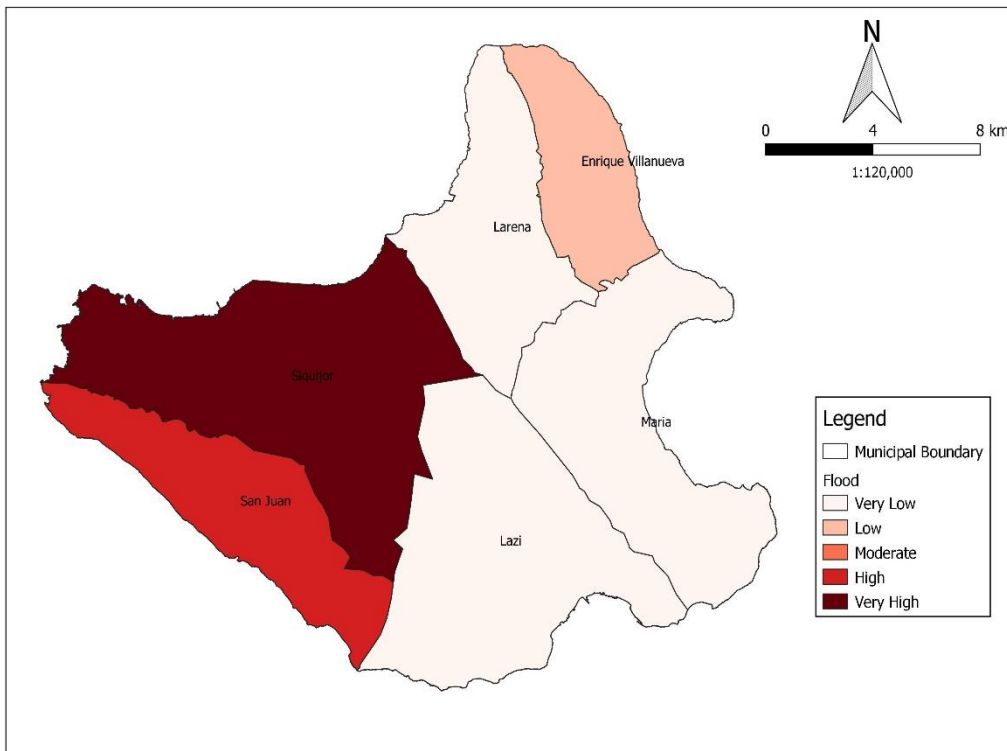 N
0 4 8 km
1:120,000
Enrique Villanueva
Larena
Siquijor
Maria
San Juan
Lazi
Legend
Municipal Boundary
Flood
Very Low
Low
Moderate
High
Very High